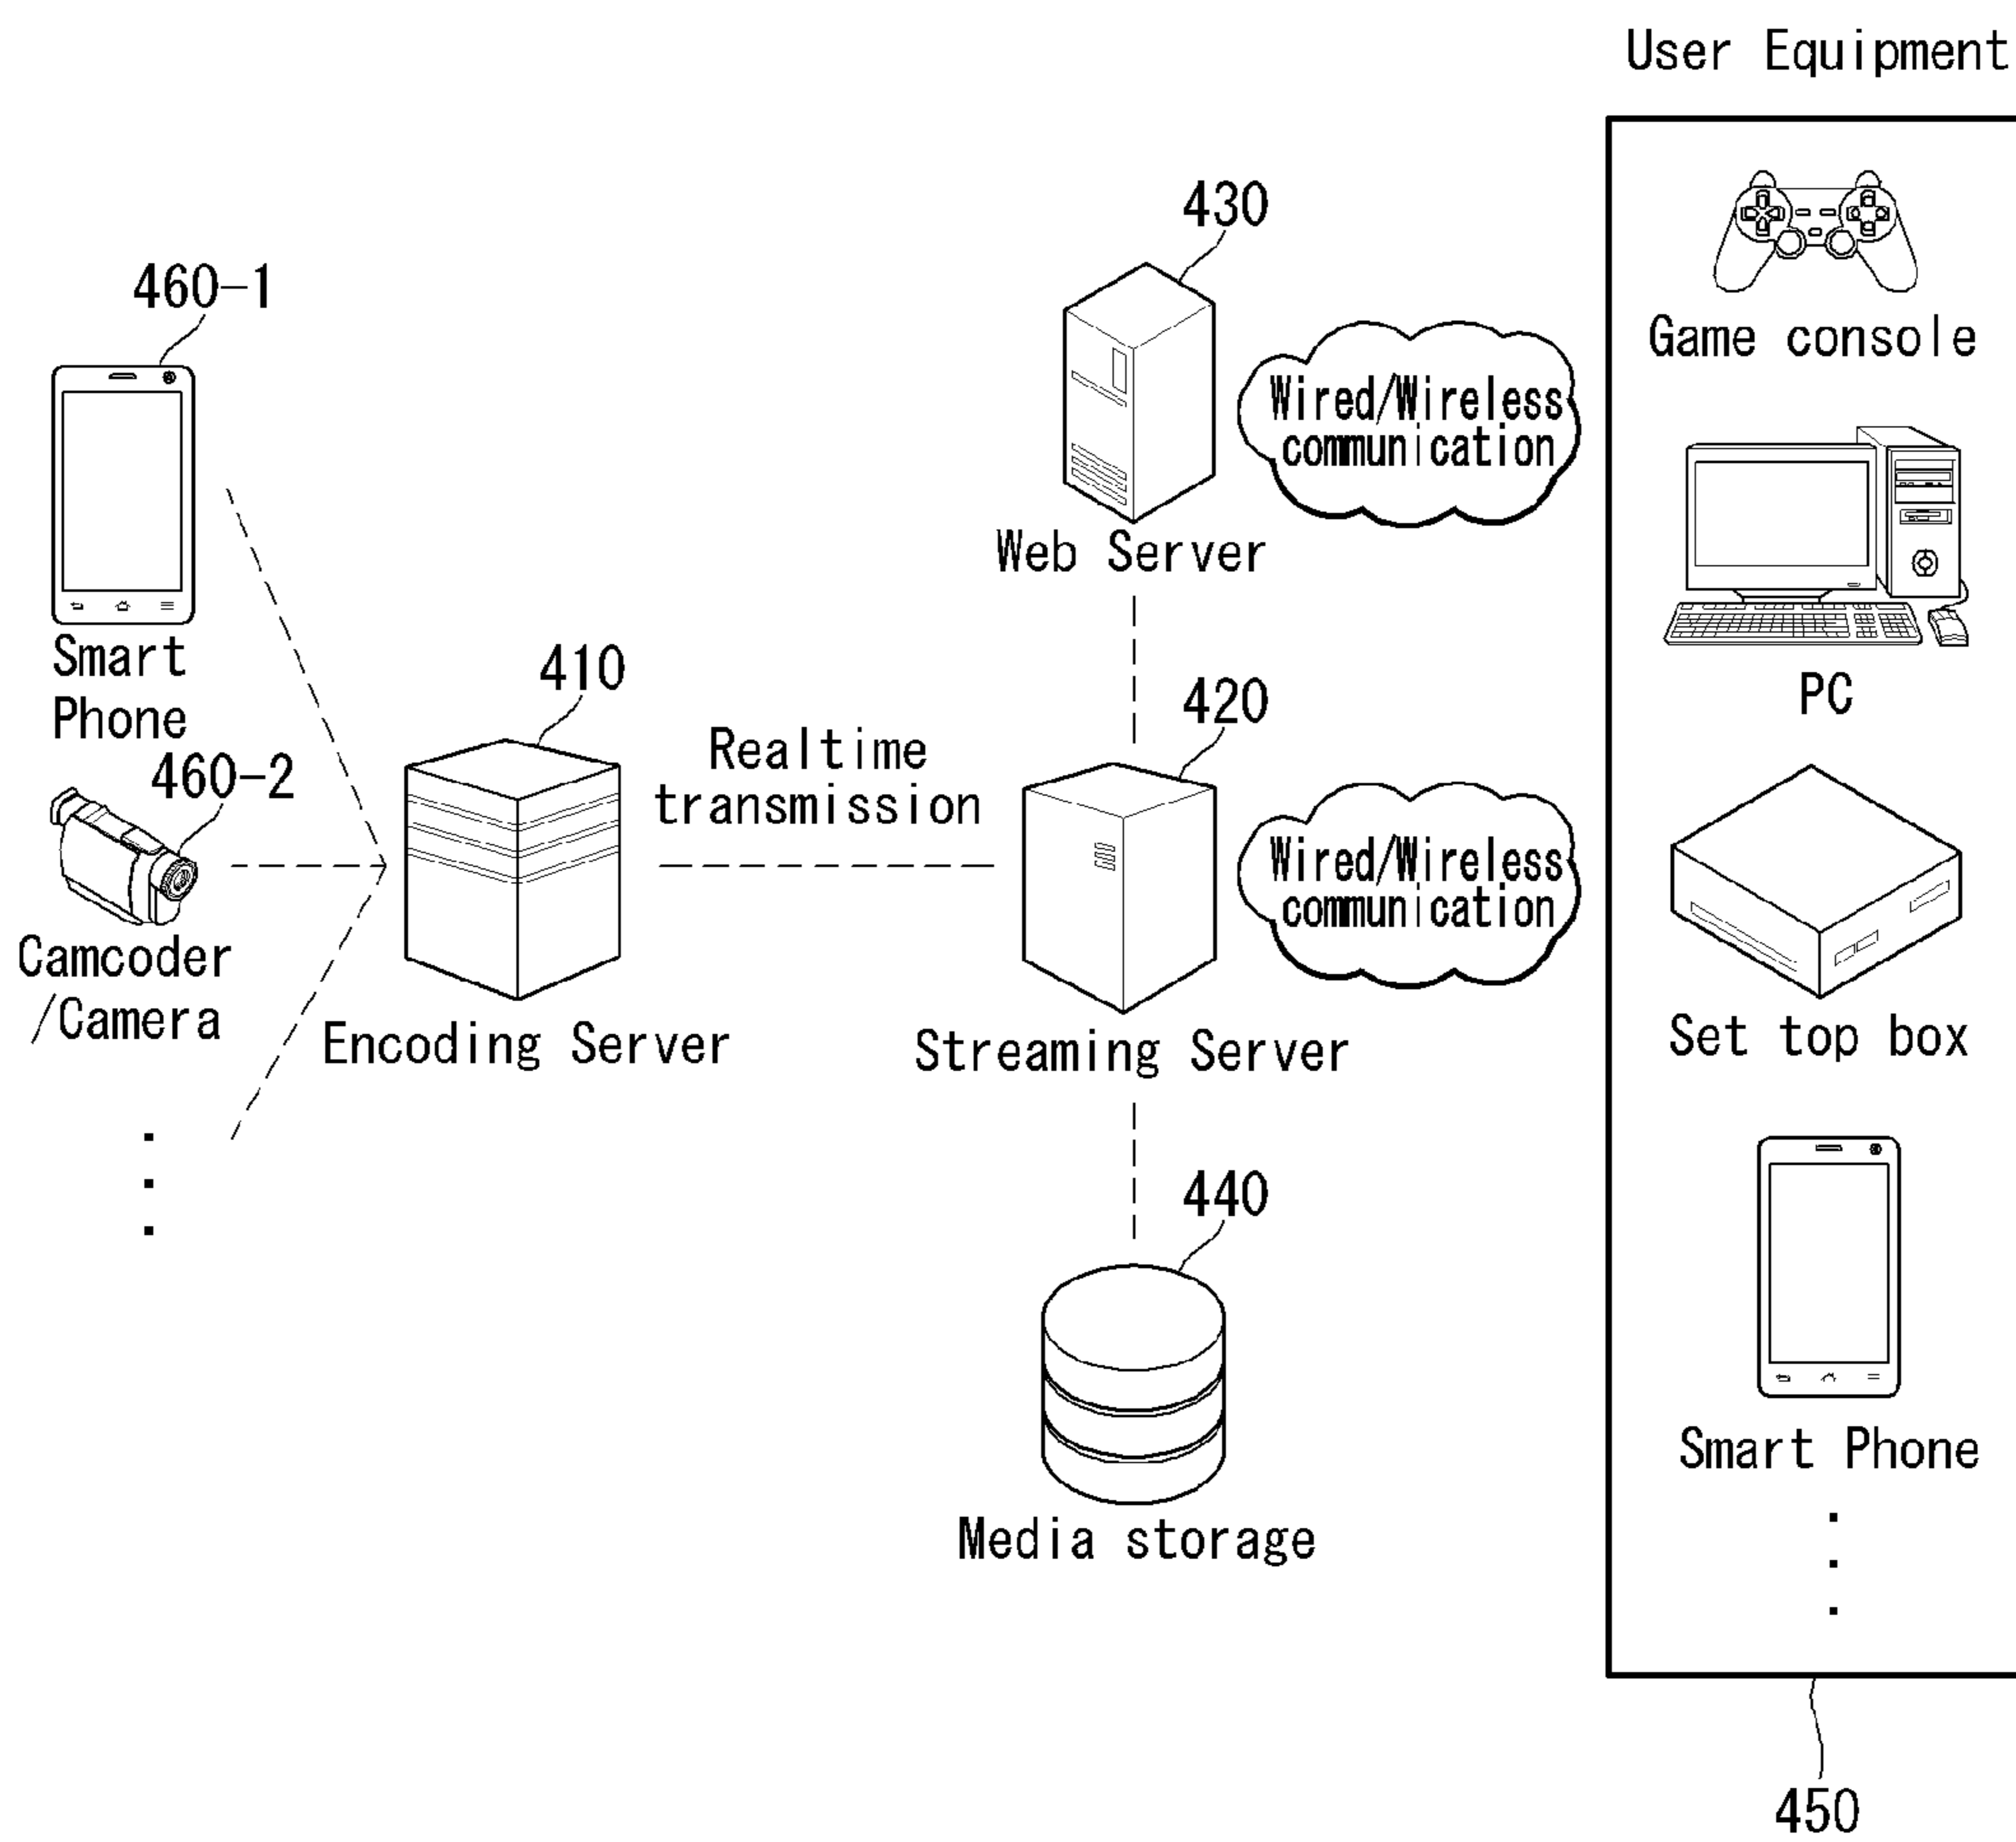 User Equipment
430
460-1
Wired/Wireless
communication
Game console
Web Server
Smart
Phone
410
420
PC
460-2
Realtime
transmission
Wired/Wireless
communication
Camcoder
/Camera
Encoding Server
Streaming Server
Set top box
440
Smart Phone
Media storage
450